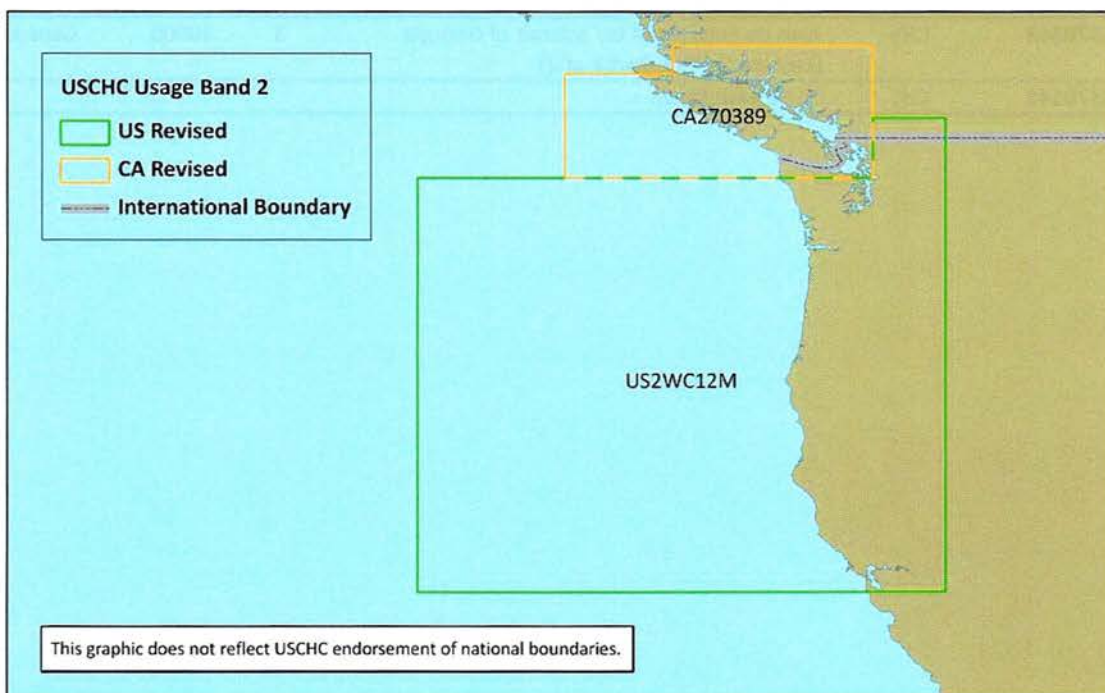 USCHC Usage Band 2
US Revised
CA Revised
International Boundary
CA270389
US2WC12M
This graphic does not reflect USCHC endorsement of national boundaries.